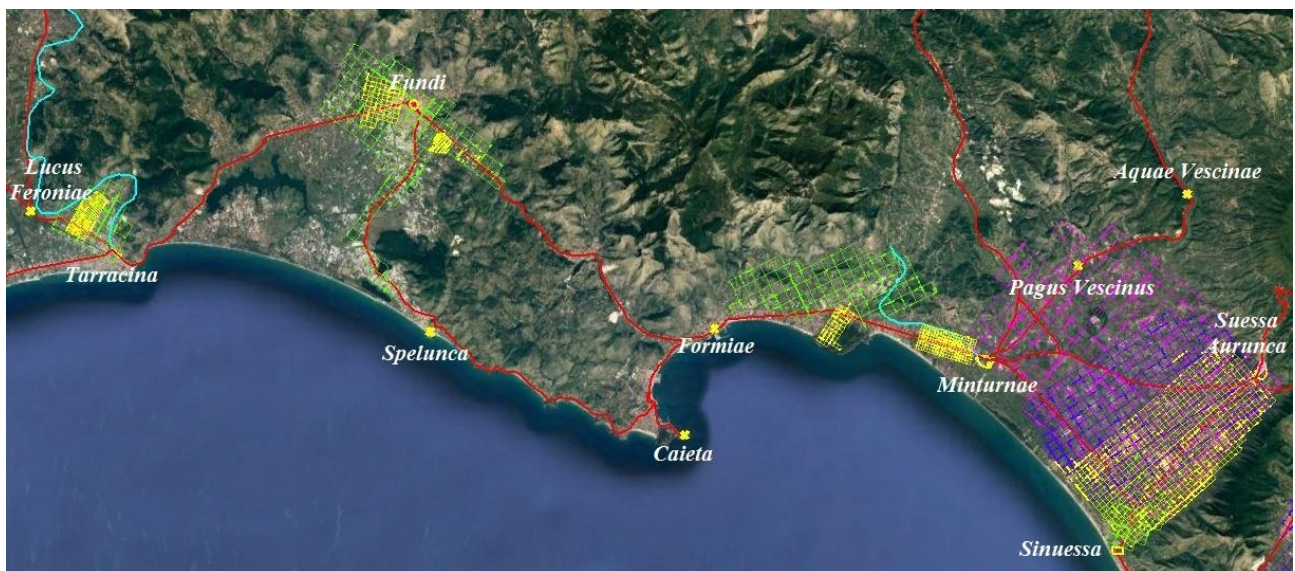 Fundi
Lucus
Feroniae
Aquae Vescinae
Tarracina
Pagus Vescinus
Suessa
Aurunca
Spelunca
Formiae
Minturnae
Caieta
Sinuessa